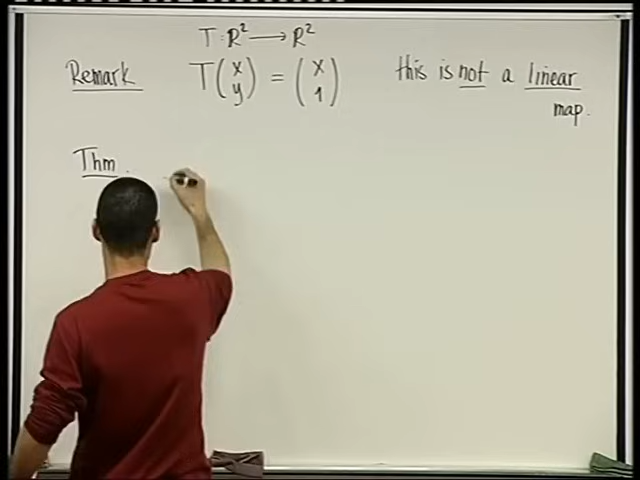 T : R² → R²
Remark T(x y) = (x 1) this is not a linear
map.
Thm.